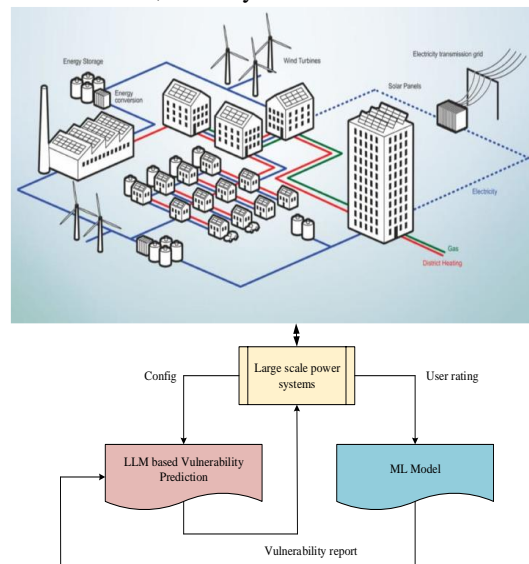 Energy Storage
Energy
conversion
Wind Turbines
Electricity transmission grid
Solar Panels
Electricity
Gas
District Heating
Large scale power
systems
Config
User rating
LLM based Vulnerability
Prediction
ML Model
Vulnerability report